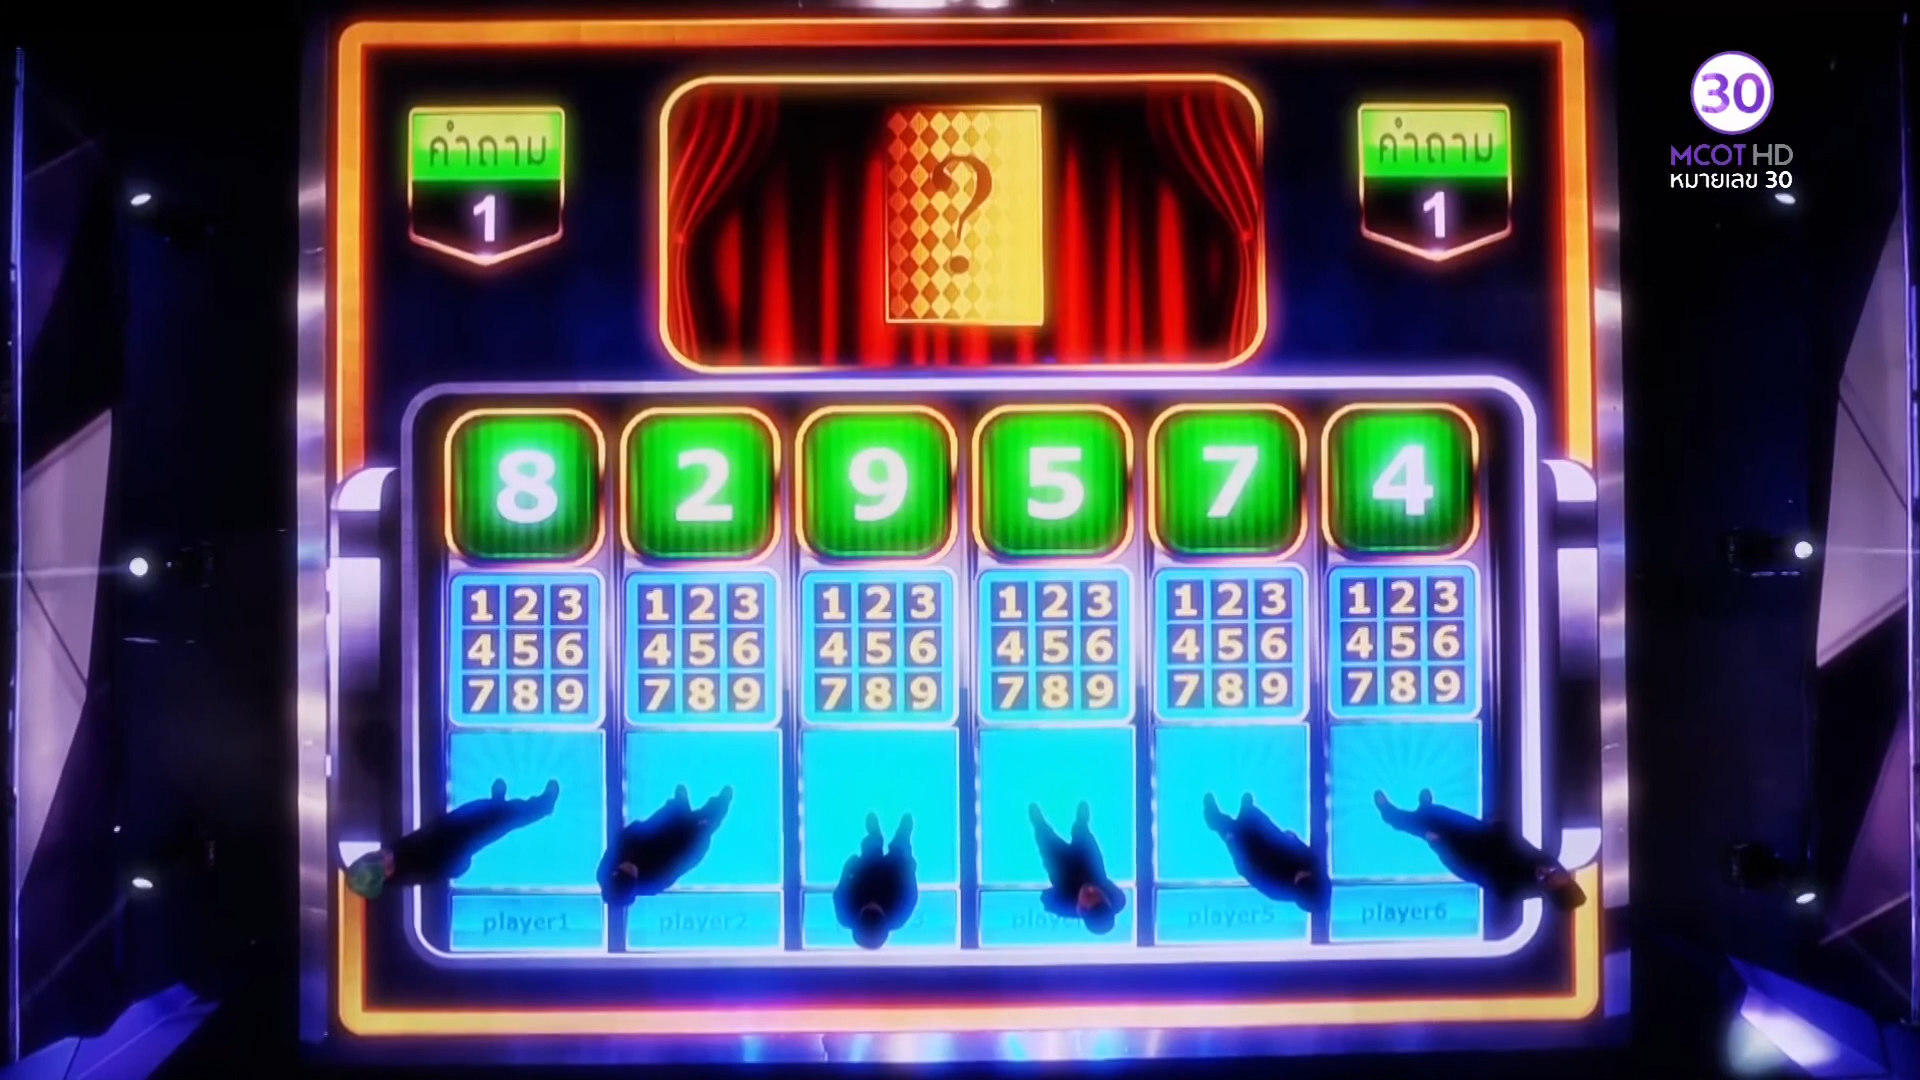 30
MCOT HD
หมายเลข 30
คำถาม
1
?
คำถาม
1
8 2 9 5 7 4
1 2 3 1 2 3 1 2 3 1 2 3 1 2 3 1 2 3
4 5 6 4 5 6 4 5 6 4 5 6 4 5 6 4 5 6
7 8 9 7 8 9 7 8 9 7 8 9 7 8 9 7 8 9
player1 player2 3 player5 player6